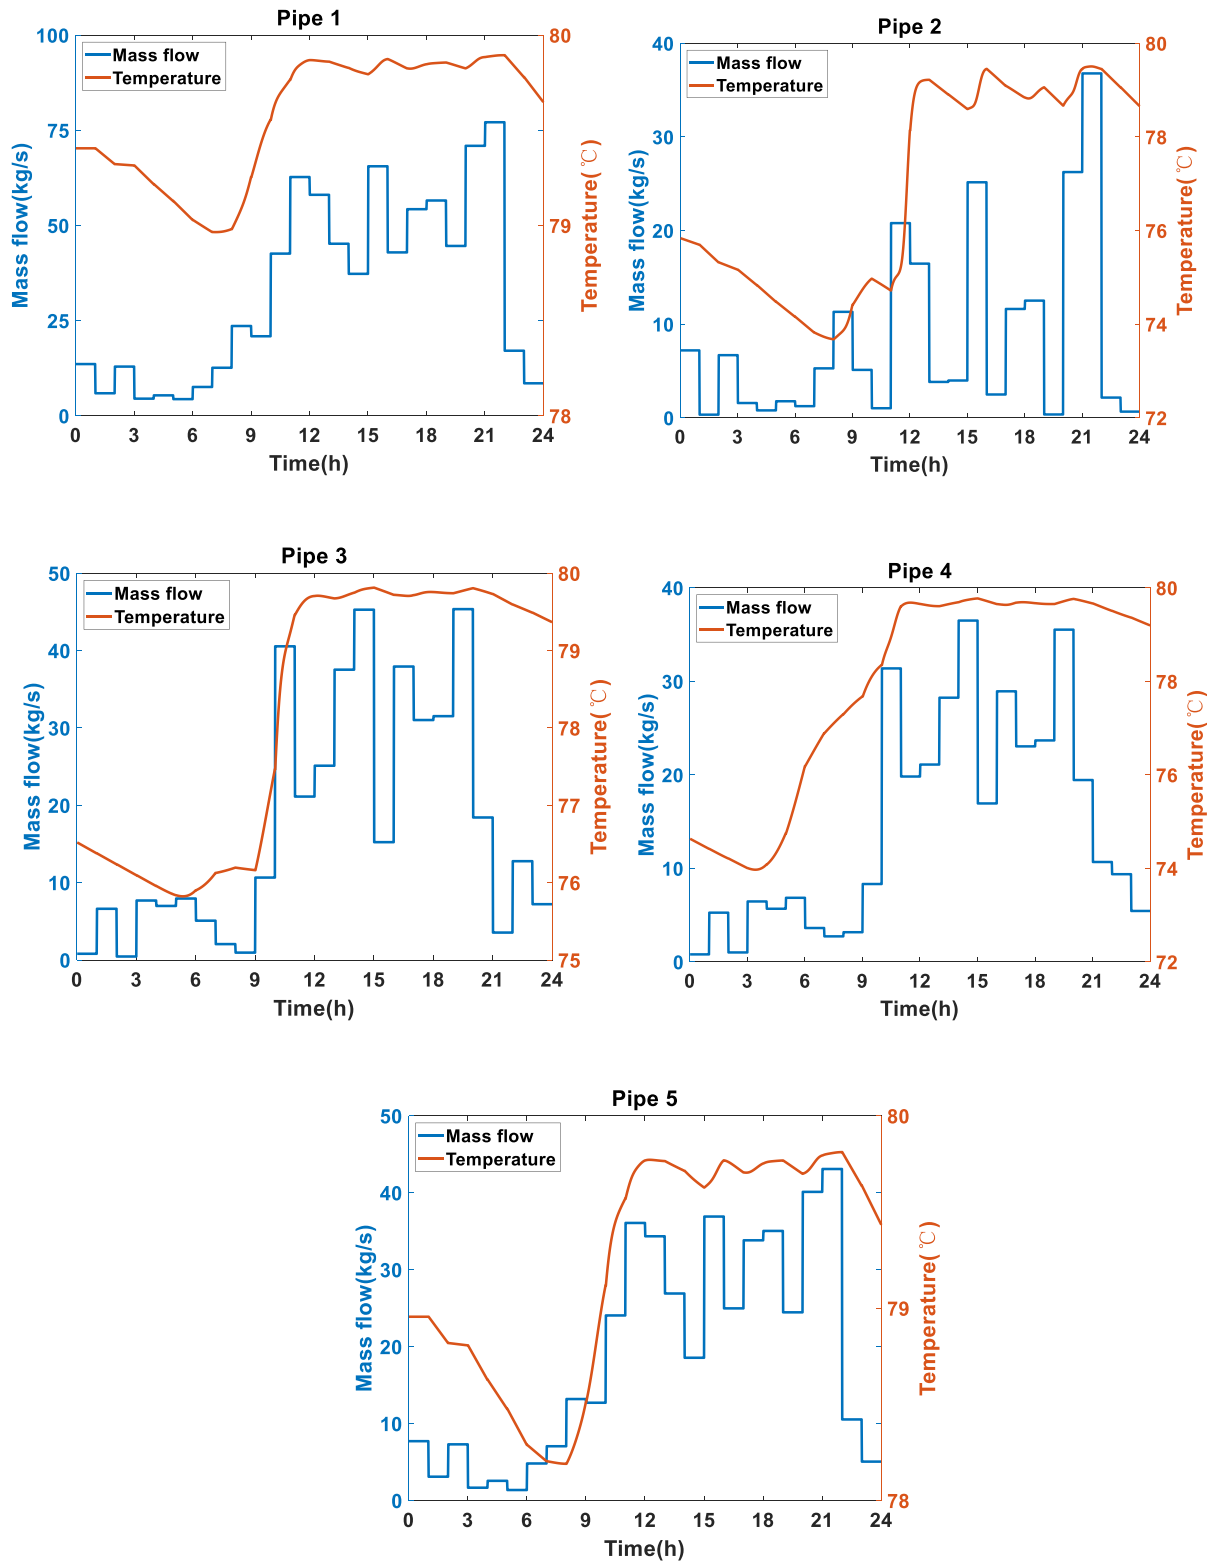 Pipe 1
Mass flow
Temperature
100
75
50
25
0
80
79
78
0 3 6 9 12 15 18 21 24
Mass flow(kg/s)
Temperature(℃)
Time(h)
Pipe 2
Mass flow
Temperature
40
30
20
10
0
80
78
76
74
72
0 3 6 9 12 15 18 21 24
Mass flow(kg/s)
Temperature(℃)
Time(h)
Pipe 3
Mass flow
Temperature
50
40
30
20
10
0
80
79
78
77
76
75
0 3 6 9 12 15 18 21 24
Mass flow(kg/s)
Temperature(℃)
Time(h)
Pipe 4
Mass flow
Temperature
40
30
20
10
0
80
78
76
74
72
0 3 6 9 12 15 18 21 24
Mass flow(kg/s)
Temperature(℃)
Time(h)
Pipe 5
Mass flow
Temperature
50
40
30
20
10
0
80
79
78
0 3 6 9 12 15 18 21 24
Mass flow(kg/s)
Temperature(℃)
Time(h)